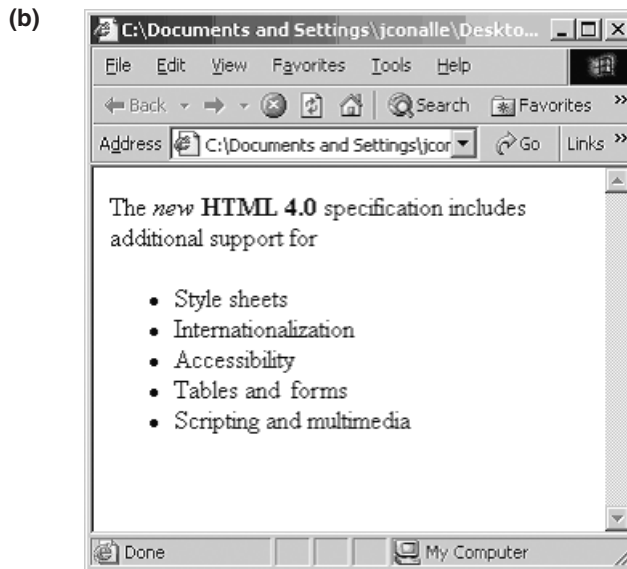 (b)
C:\Documents and Settings\jconalle\Deskto...
File Edit View Favorites Tools Help
Back Search Favorites »
Address C:\Documents and Settings\jcor Go Links »
The new HTML 4.0 specification includes
additional support for
• Style sheets
• Internationalization
• Accessibility
• Tables and forms
• Scripting and multimedia
Done My Computer